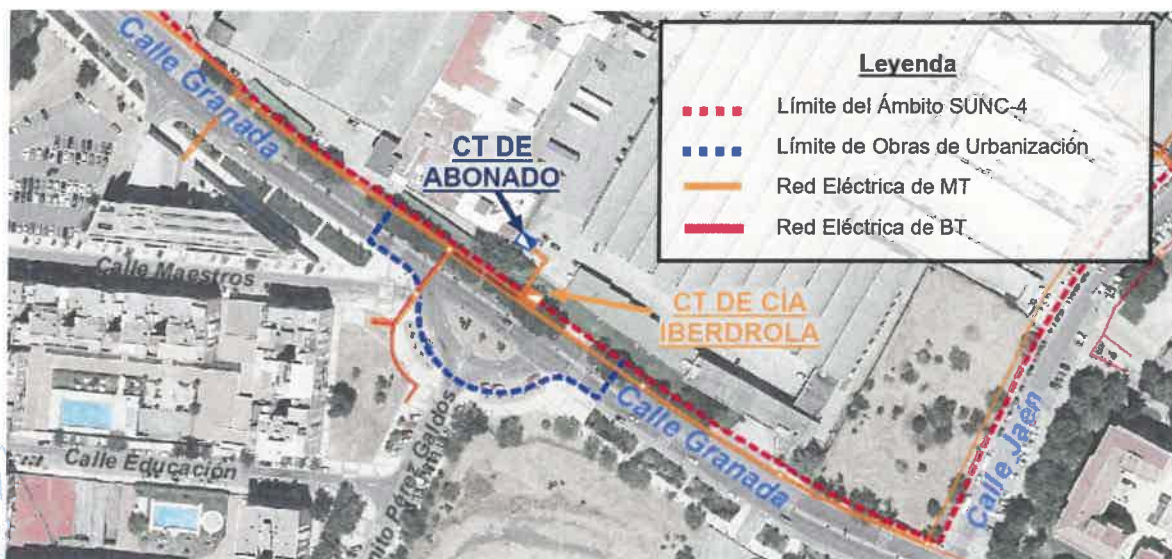 Calle Granada
Leyenda
Límite del Ámbito SUNC-4
Límite de Obras de Urbanización
Red Eléctrica de MT
Red Eléctrica de BT
CT DE
ABONADO
Calle Maestros
CT DE CÍA
IBERDROLA
Calle Granada
Calle Jaén
Calle Educación
nito Pérez Galdós